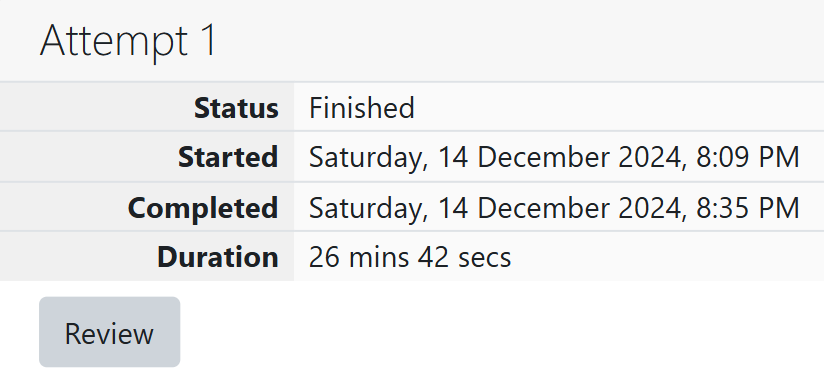 Attempt 1
Status Finished
Started Saturday, 14 December 2024, 8:09 PM
Completed Saturday, 14 December 2024, 8:35 PM
Duration 26 mins 42 secs
Review